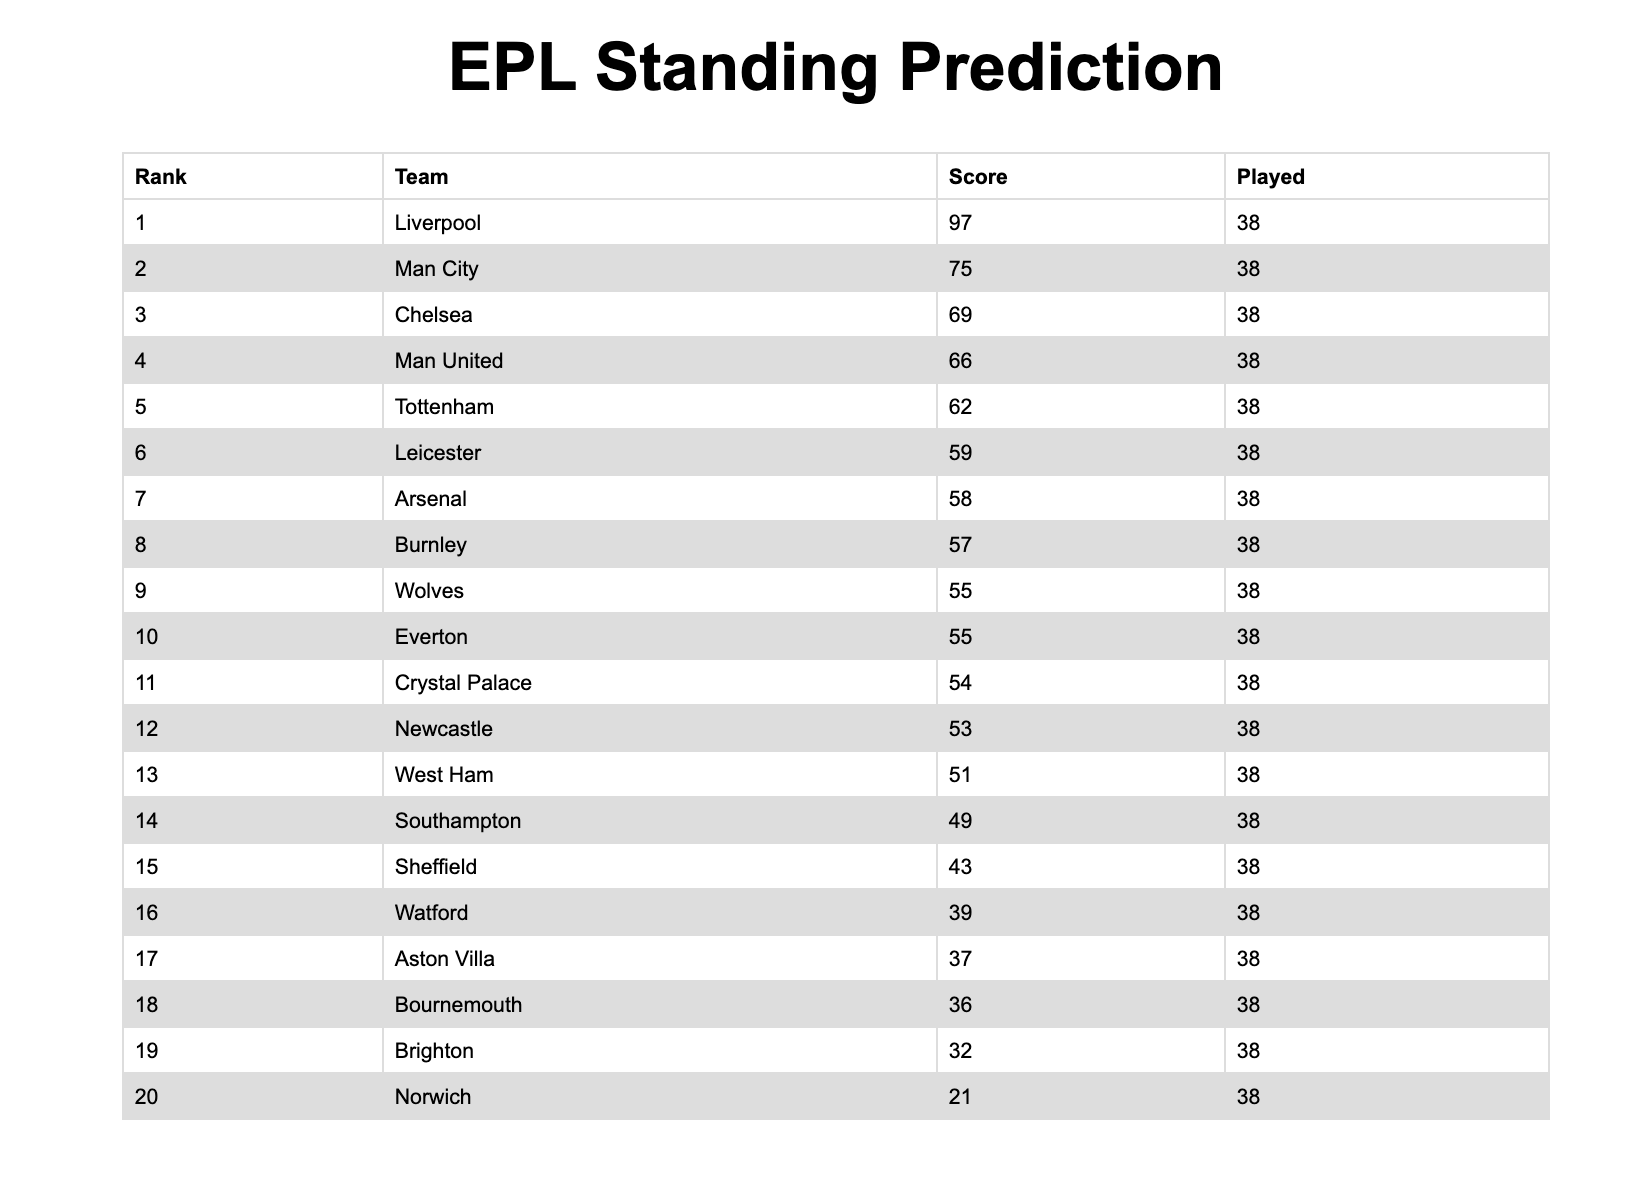 EPL Standing Prediction
Rank Team Score Played
1 Liverpool 97 38
2 Man City 75 38
3 Chelsea 69 38
4 Man United 66 38
5 Tottenham 62 38
6 Leicester 59 38
7 Arsenal 58 38
8 Burnley 57 38
9 Wolves 55 38
10 Everton 55 38
11 Crystal Palace 54 38
12 Newcastle 53 38
13 West Ham 51 38
14 Southampton 49 38
15 Sheffield 43 38
16 Watford 39 38
17 Aston Villa 37 38
18 Bournemouth 36 38
19 Brighton 32 38
20 Norwich 21 38